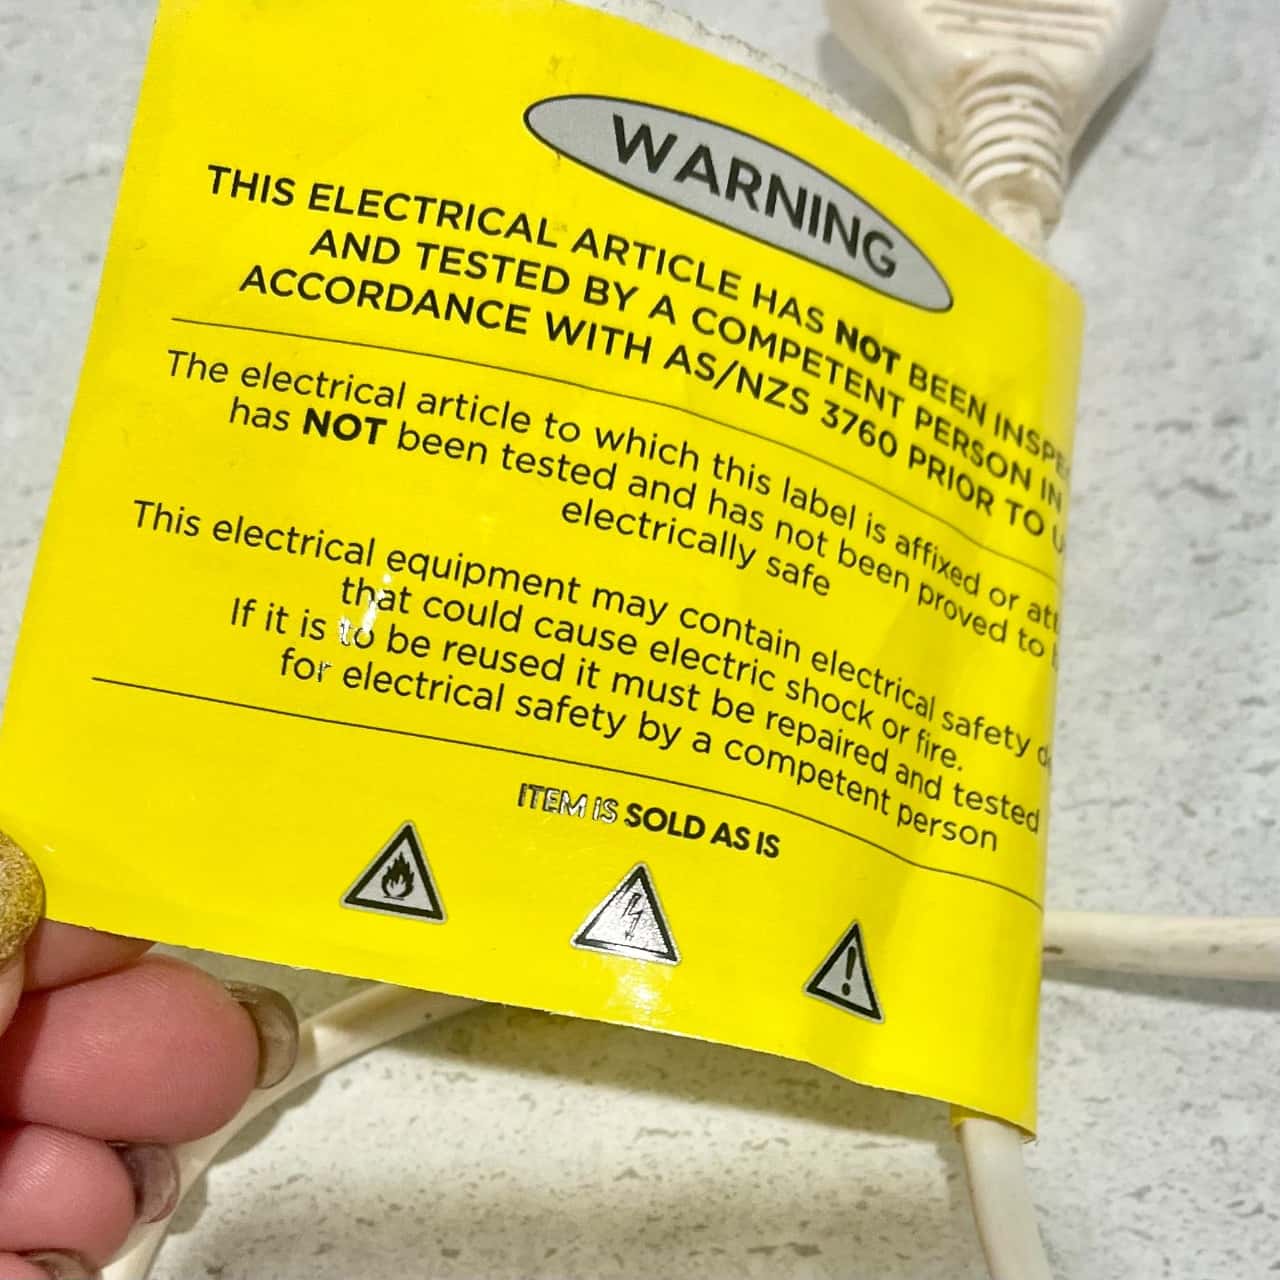 WARNING
THIS ELECTRICAL ARTICLE HAS NOT BEEN INSPE
AND TESTED BY A COMPETENT PERSON IN
ACCORDANCE WITH AS/NZS 3760 PRIOR TO U
The electrical article to which this label is affixed or att
has NOT been tested and has not been proved to b
electrically safe
This electrical equipment may contain electrical safety de
that could cause electric shock or fire.
If it is to be reused it must be repaired and tested
for electrical safety by a competent person
ITEM IS SOLD AS IS